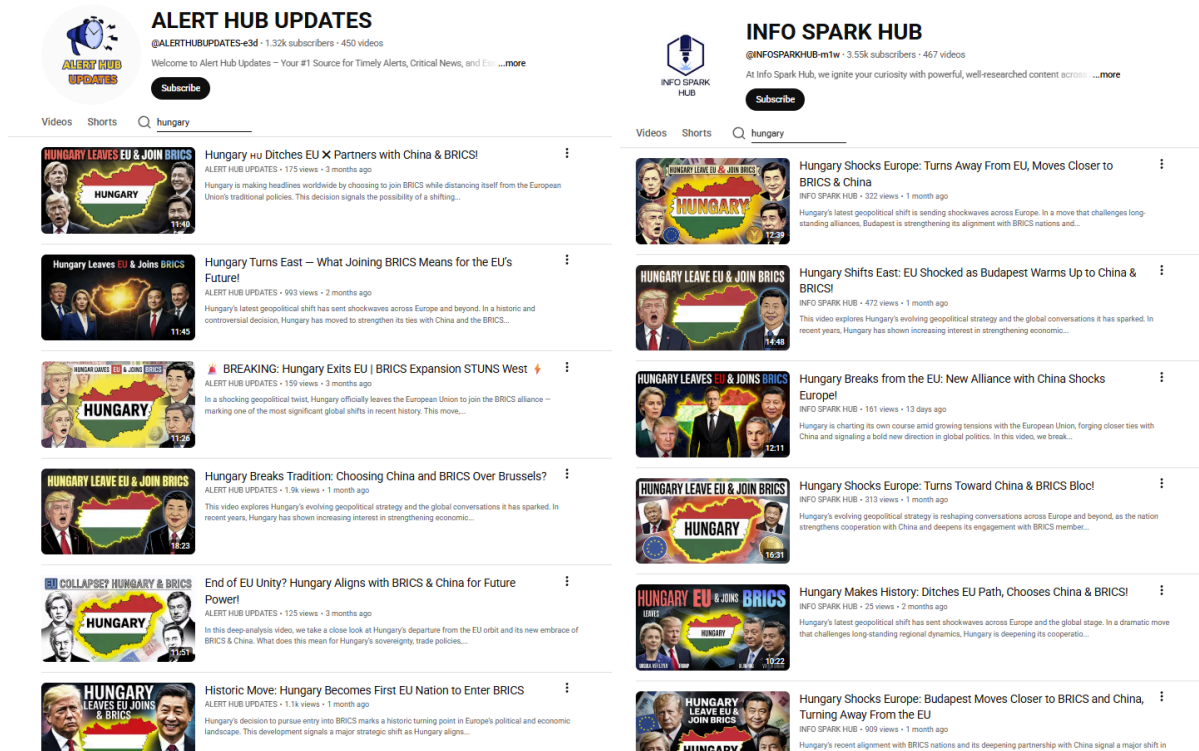 ALERT HUB UPDATES
@ALERTHUBUPDATES-e3d · 1.32k subscribers · 450 videos
Welcome to Alert Hub Updates – Your #1 Source for Timely Alerts, Critical News, and ...more
Subscribe
ALERT HUB
UPDATES
Videos Shorts hungary
HUNGARY LEAVES EU & JOIN BRICS
HUNGARY
11:40
Hungary HU Ditches EU ❌ Partners with China & BRICS!
ALERT HUB UPDATES • 175 views • 3 months ago
Hungary is making headlines worldwide by choosing to join BRICS while distancing itself from the European
Union's traditional policies. This decision signals the possibility of a shifting...
Hungary Leaves EU & Joins BRICS
11:45
Hungary Turns East — What Joining BRICS Means for the EU's
Future!
ALERT HUB UPDATES • 993 views • 2 months ago
Hungary's latest geopolitical shift has sent shockwaves across Europe and beyond. In a historic and
controversial decision, Hungary has moved to strengthen its ties with China and the BRICS...
EU & JOINS BRICS
HUNGARY
11:26
🚨 BREAKING: Hungary Exits EU | BRICS Expansion STUNS West ⚡
ALERT HUB UPDATES • 159 views • 3 months ago
In a shocking geopolitical twist, Hungary officially leaves the European Union to join the BRICS alliance —
marking one of the most significant global shifts in recent history. This move,...
HUNGARY LEAVE EU & JOIN BRICS
18:23
Hungary Breaks Tradition: Choosing China and BRICS Over Brussels?
ALERT HUB UPDATES • 1.9k views • 1 month ago
This video explores Hungary's evolving geopolitical strategy and the global conversations it has sparked. In
recent years, Hungary has shown increasing interest in strengthening economic...
EU COLLAPSE? HUNGARY & BRICS
HUNGARY
11:51
End of EU Unity? Hungary Aligns with BRICS & China for Future
Power!
ALERT HUB UPDATES • 125 views • 3 months ago
In this deep-analysis video, we take a close look at Hungary's departure from the EU orbit and its new embrace of
BRICS & China. What does this mean for Hungary's sovereignty, trade policies,...
HUNGARY
LEAVES EU JOINS
& BRICS
Historic Move: Hungary Becomes First EU Nation to Enter BRICS
ALERT HUB UPDATES • 1.1k views • 1 month ago
Hungary's decision to pursue entry into BRICS marks a historic turning point in Europe's political and economic
landscape. This development signals a major strategic shift as Hungary aligns...
INFO SPARK HUB
@INFOSPARKHUB-m1w · 3.55k subscribers · 467 videos
At Info Spark Hub, we ignite your curiosity with powerful, well-researched content across ...more
Subscribe
INFO SPARK
HUB
Videos Shorts hungary
HUNGARY LEAVE EU & JOIN BRICS
HUNGARY
12:39
Hungary Shocks Europe: Turns Away From EU, Moves Closer to
BRICS & China
INFO SPARK HUB • 322 views • 1 month ago
Hungary's latest geopolitical shift is sending shockwaves across Europe. In a move that challenges long-
standing alliances, Budapest is strengthening its alignment with BRICS nations and...
HUNGARY LEAVE EU & JOIN BRICS
14:48
Hungary Shifts East: EU Shocked as Budapest Warms Up to China &
BRICS!
INFO SPARK HUB • 472 views • 1 month ago
This video explores Hungary's evolving geopolitical strategy and the global conversations it has sparked. In
recent years, Hungary has shown increasing interest in strengthening economic...
HUNGARY LEAVES EU & JOINS BRICS
12:11
Hungary Breaks from the EU: New Alliance with China Shocks
Europe!
INFO SPARK HUB • 161 views • 13 days ago
Hungary is charting its own course amid growing tensions with the European Union, forging closer ties with
China and signaling a bold new direction in global politics. In this video, we break...
HUNGARY LEAVE EU & JOIN BRICS
HUNGARY
16:31
Hungary Shocks Europe: Turns Toward China & BRICS Bloc!
INFO SPARK HUB • 313 views • 1 month ago
Hungary's evolving geopolitical strategy is reshaping conversations across Europe and beyond, as the nation
strengthens cooperation with China and deepens its engagement with BRICS member...
HUNGARY EU & JOINS BRICS
LEAVES
HUNGARY
10:22
Hungary Makes History: Ditches EU Path, Chooses China & BRICS!
INFO SPARK HUB • 25 views • 2 months ago
Hungary's latest geopolitical shift has sent shockwaves across Europe and the global stage. In a dramatic move
that challenges long-standing regional dynamics, Hungary is deepening its cooperatio...
HUNGARY
LEAVE EU &
JOIN BRICS
Hungary Shocks Europe: Budapest Moves Closer to BRICS and China,
Turning Away From the EU
INFO SPARK HUB • 909 views • 1 month ago
Hungary's recent alignment with BRICS nations and its deepening partnership with China signal a major shift in